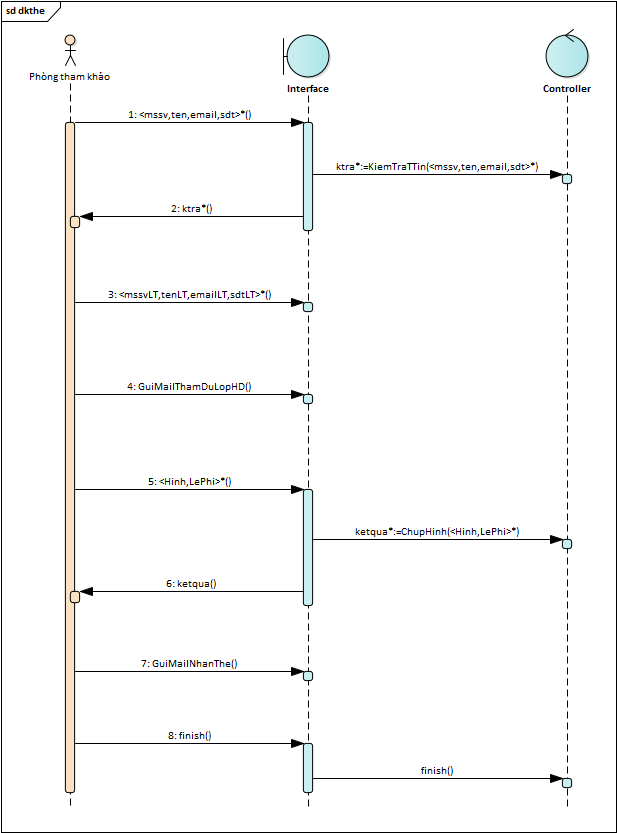 sd dkthe
Phòng tham khảo
Interface
Controller
1: <mssv,ten,email,sdt>*()
ktra*:=KiemTraTTin(<mssv,ten,email,sdt>*)
2: ktra*()
3: <mssvLT,tenLT,emailLT,sdtLT>*()
4: GuiMailThamDuLopHD()
5: <Hinh,LePhi>*()
ketqua*:=ChupHinh(<Hinh,LePhi>*)
6: ketqua()
7: GuiMailNhanThe()
8: finish()
finish()